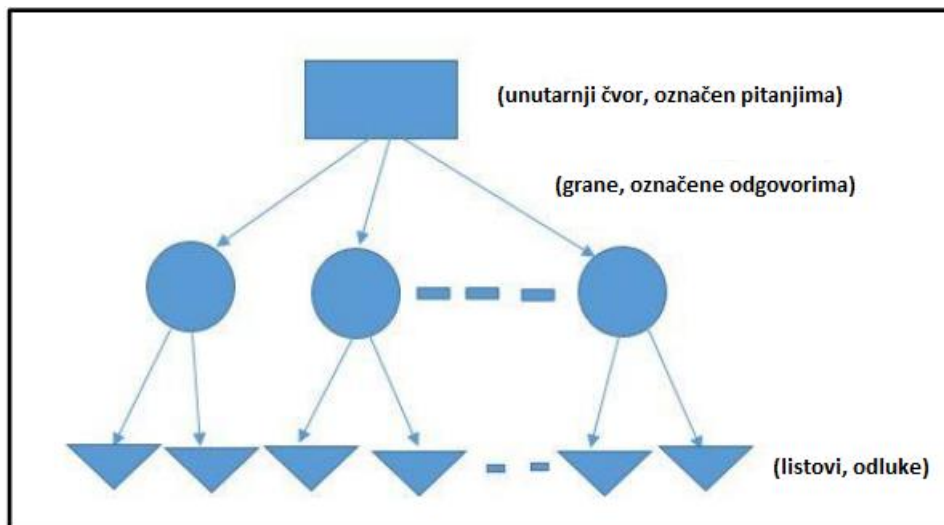 (unutarnji čvor, označen pitanjima)
(grane, označene odgovorima)
(listovi, odluke)